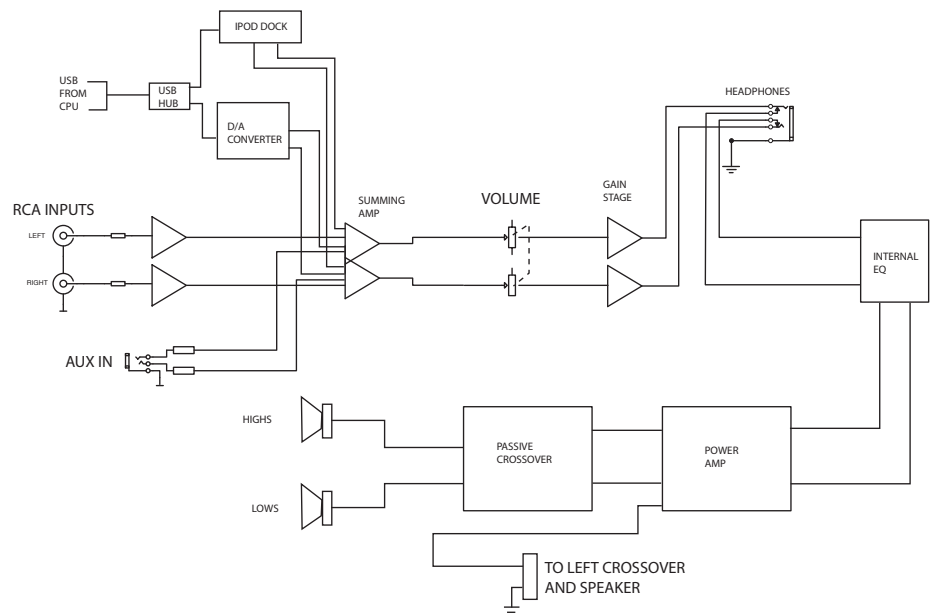 IPOD DOCK
USB
FROM
CPU
USB
HUB
D/A
CONVERTER
HEADPHONES
RCA INPUTS
LEFT
RIGHT
SUMMING
AMP
VOLUME
GAIN
STAGE
INTERNAL
EQ
AUX IN
HIGHS
LOWS
PASSIVE
CROSSOVER
POWER
AMP
TO LEFT CROSSOVER
AND SPEAKER